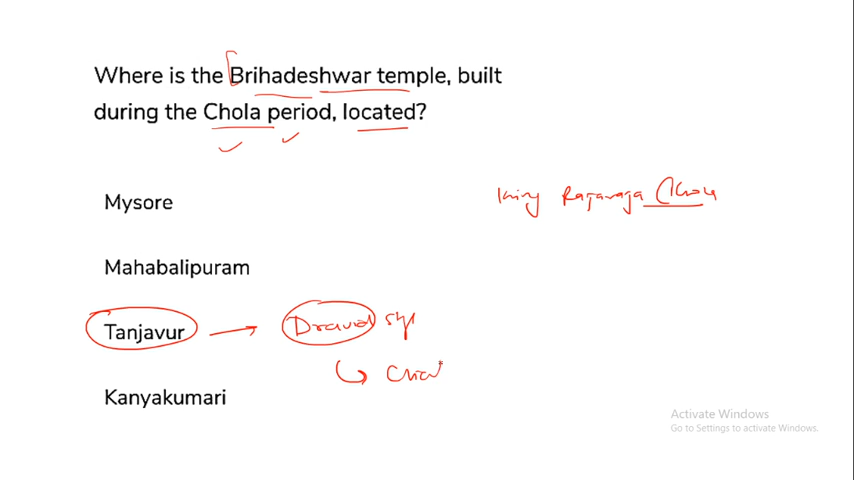 Where is the Brihadeshwar temple, built
during the Chola period, located?
Mysore
King Rajaraja Chola
Mahabalipuram
Tanjavur
Dravid
Kanyakumari
Activate Windows
Go to Settings to activate Windows.